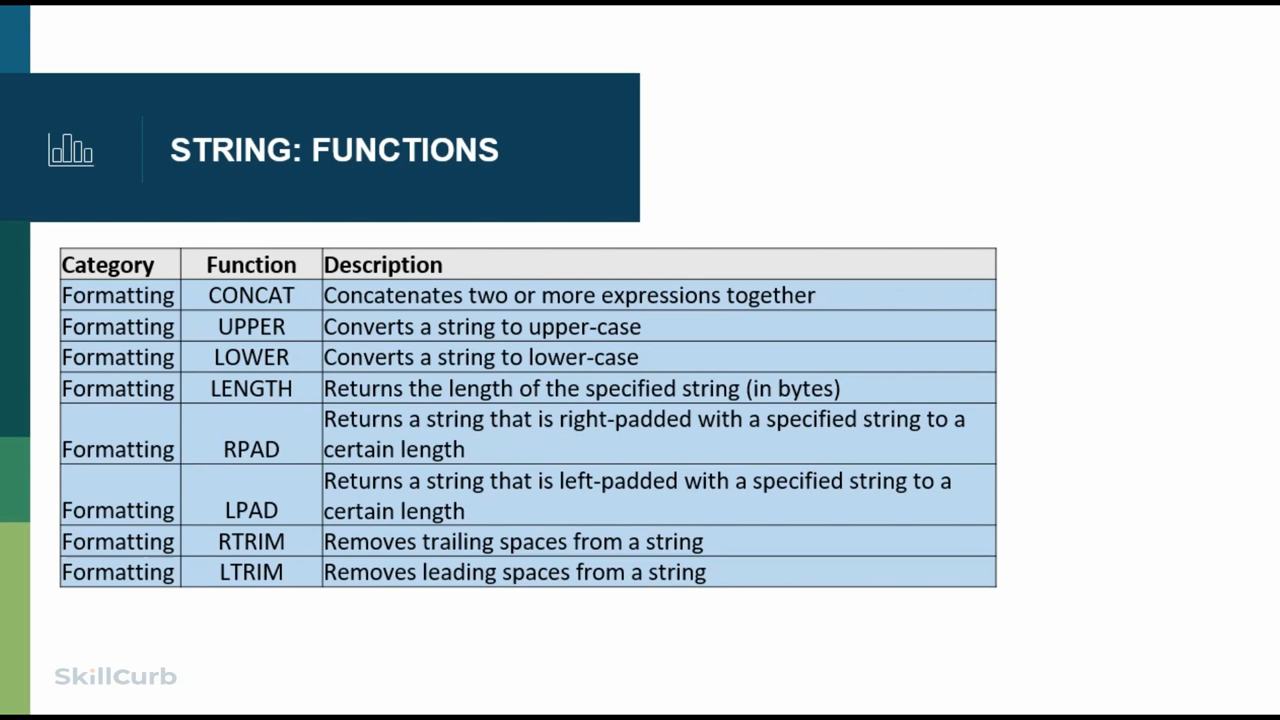 STRING: FUNCTIONS
Category Function Description
Formatting CONCAT Concatenates two or more expressions together
Formatting UPPER Converts a string to upper-case
Formatting LOWER Converts a string to lower-case
Formatting LENGTH Returns the length of the specified string (in bytes)
Returns a string that is right-padded with a specified string to a
Formatting RPAD certain length
Returns a string that is left-padded with a specified string to a
Formatting LPAD certain length
Formatting RTRIM Removes trailing spaces from a string
Formatting LTRIM Removes leading spaces from a string
SkillCurb